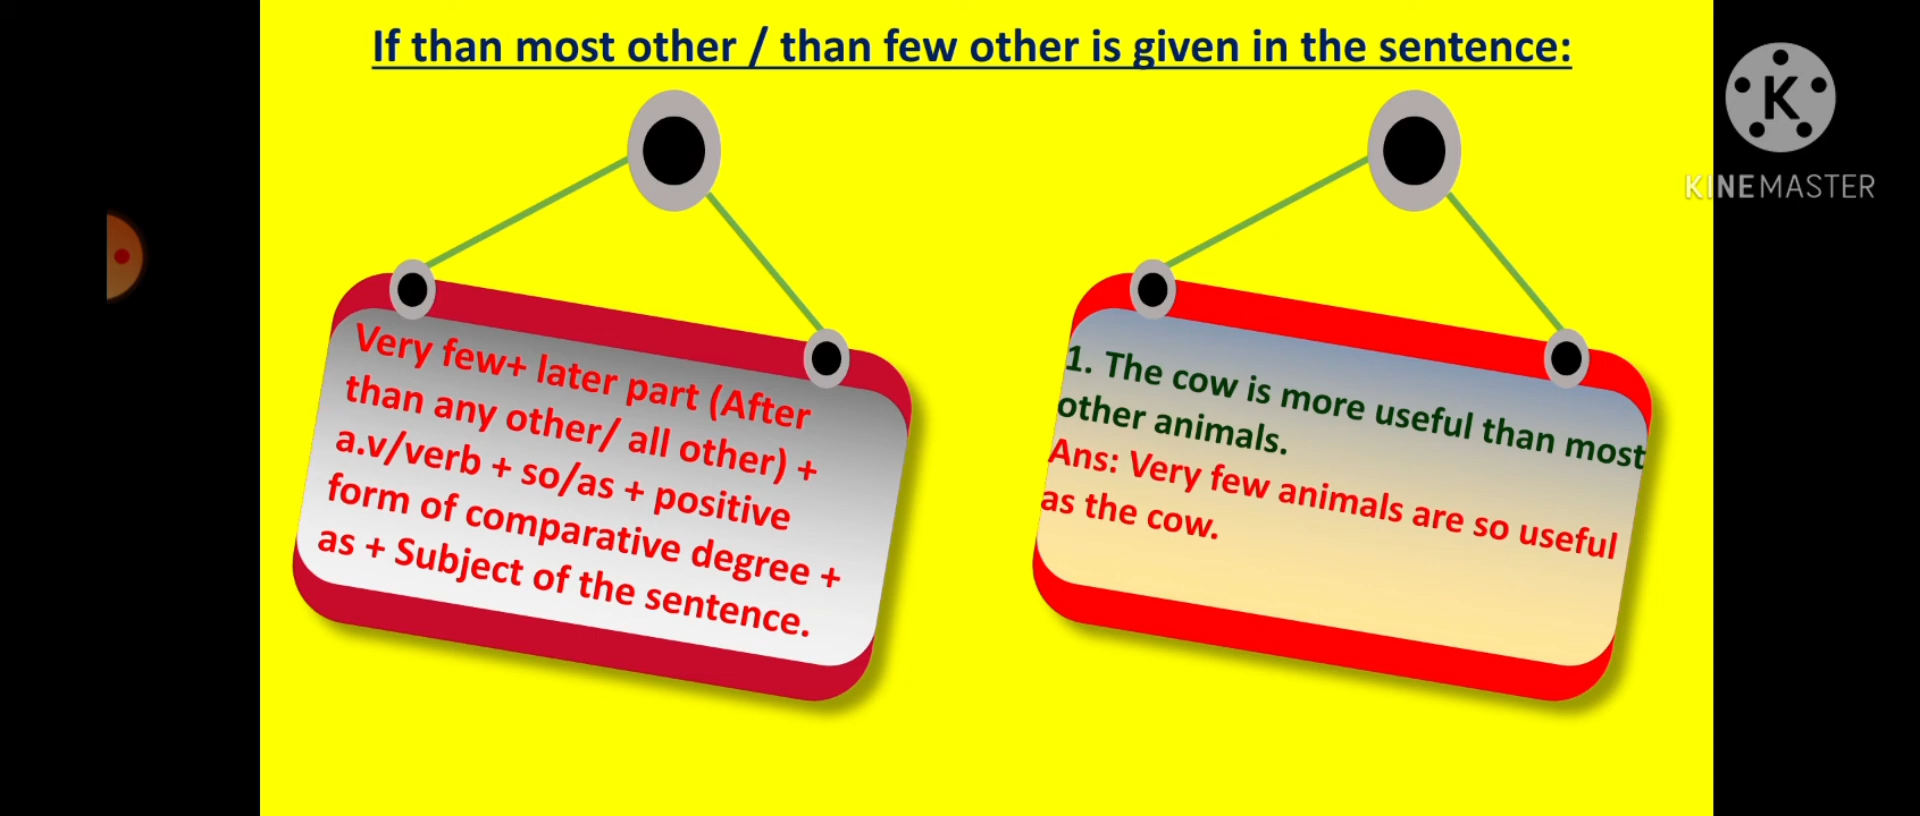 If than most other / than few other is given in the sentence:
Very few+ later part (After
than any other/ all other) +
a.v/verb + so/as + positive
form of comparative degree +
as + Subject of the sentence.
1. The cow is more useful than most
other animals.
Ans: Very few animals are so useful
as the cow.
K
KINEMASTER